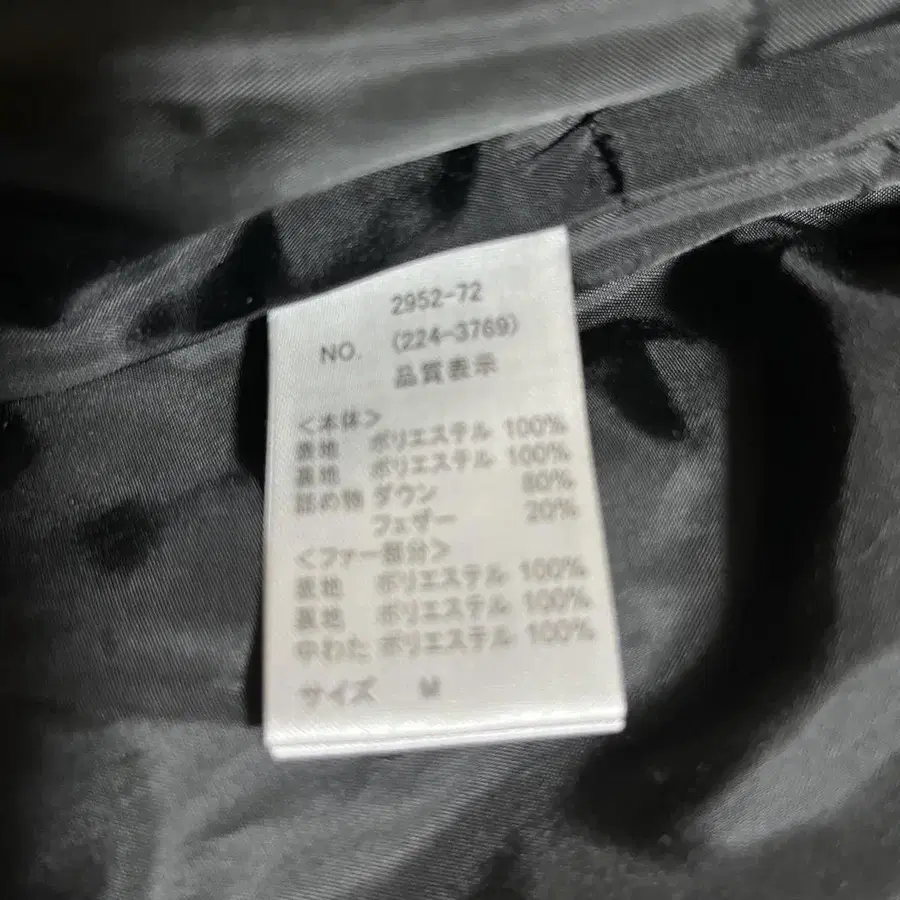 2952-72
NO. (224-3769)
品質表示
<本体>
表地 ポリエステル 100%
裏地 ポリエステル 100%
詰め物 ダウン 80%
フェザー 20%
<ファー部分>
表地 ポリエステル 100%
裏地 ポリエステル 100%
中わた ポリエステル 100%
サイズ M